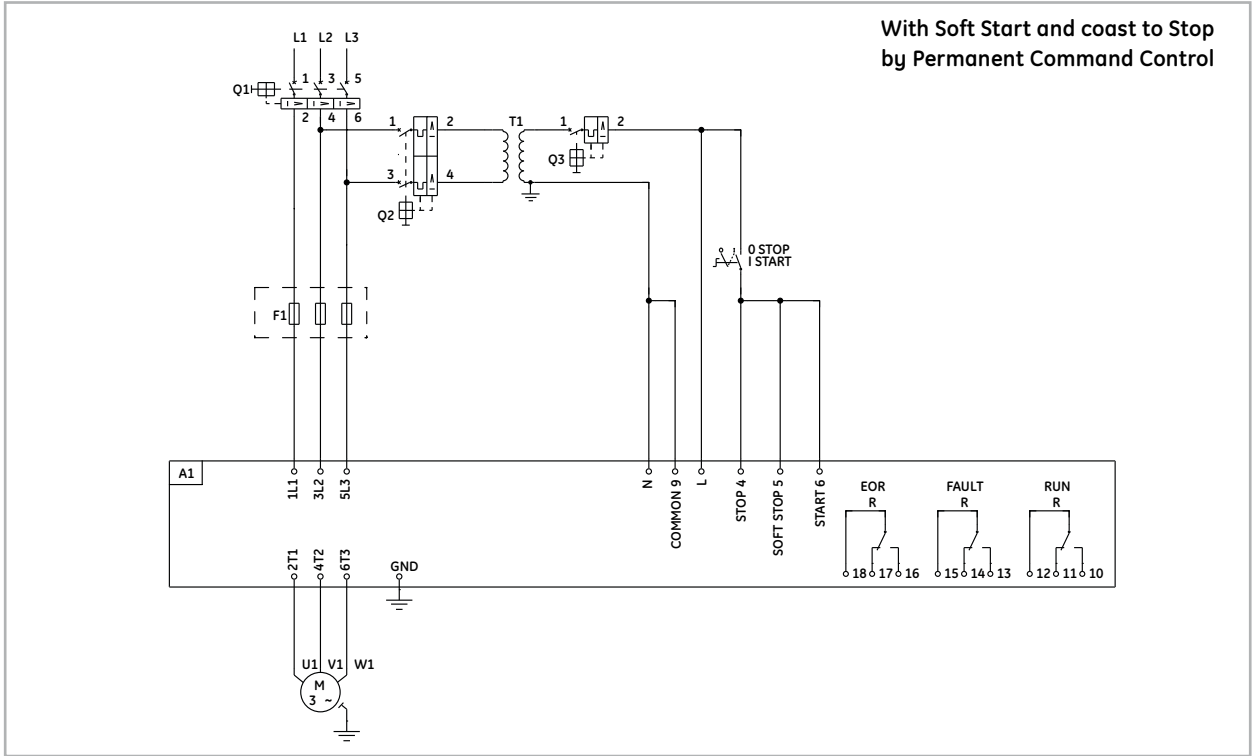 With Soft Start and coast to Stop
by Permanent Command Control
L1 L2 L3
Q1 1 3 5
2 4 6
1 2 T1 1 2
Q3
3 4
Q2
0 STOP
I START
F1
A1
1L1 3L2 5L3 N COMMON 9 L STOP 4 SOFT STOP 5 START 6
EOR FAULT RUN
R R R
2T1 4T2 6T3 GND
18 17 16 15 14 13 12 11 10
U1 V1 W1
M
3 ~